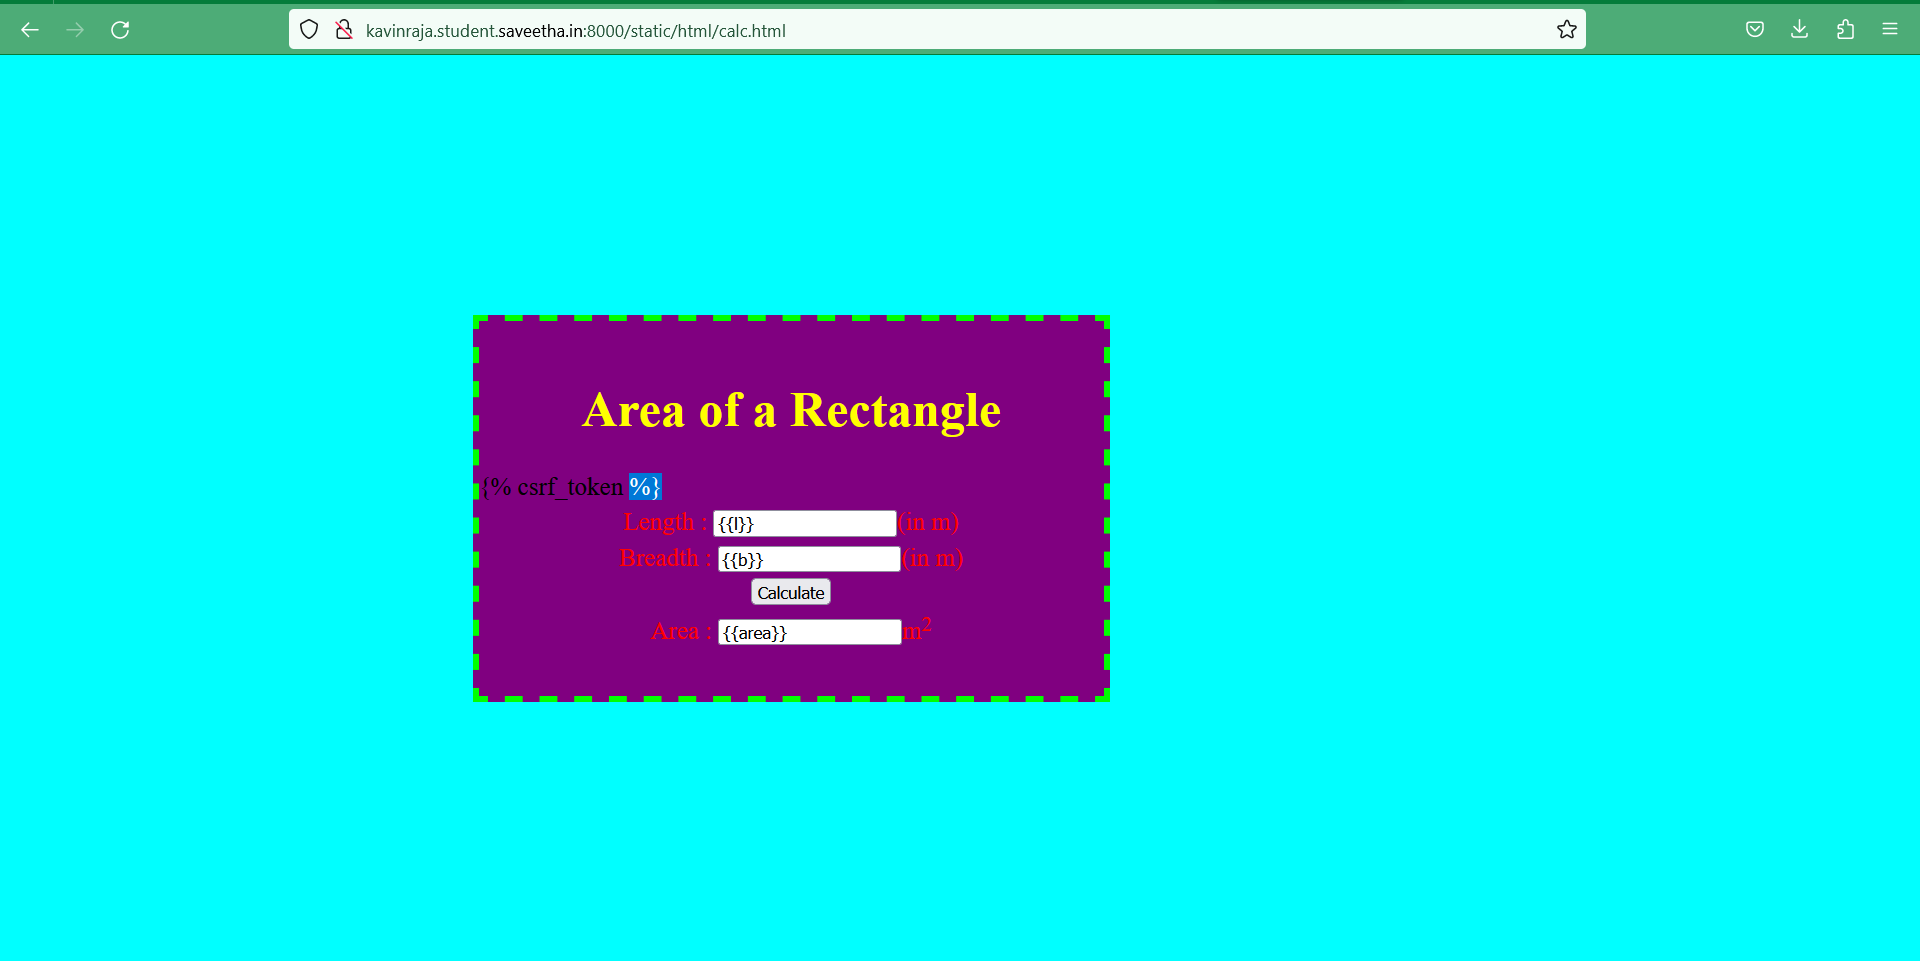 kavinraja.student.saveetha.in:8000/static/html/calc.html
Area of a Rectangle
{% csrf_token %}
Length : {{l}} (in m)
Breadth : {{b}} (in m)
Calculate
Area : {{area}} m²